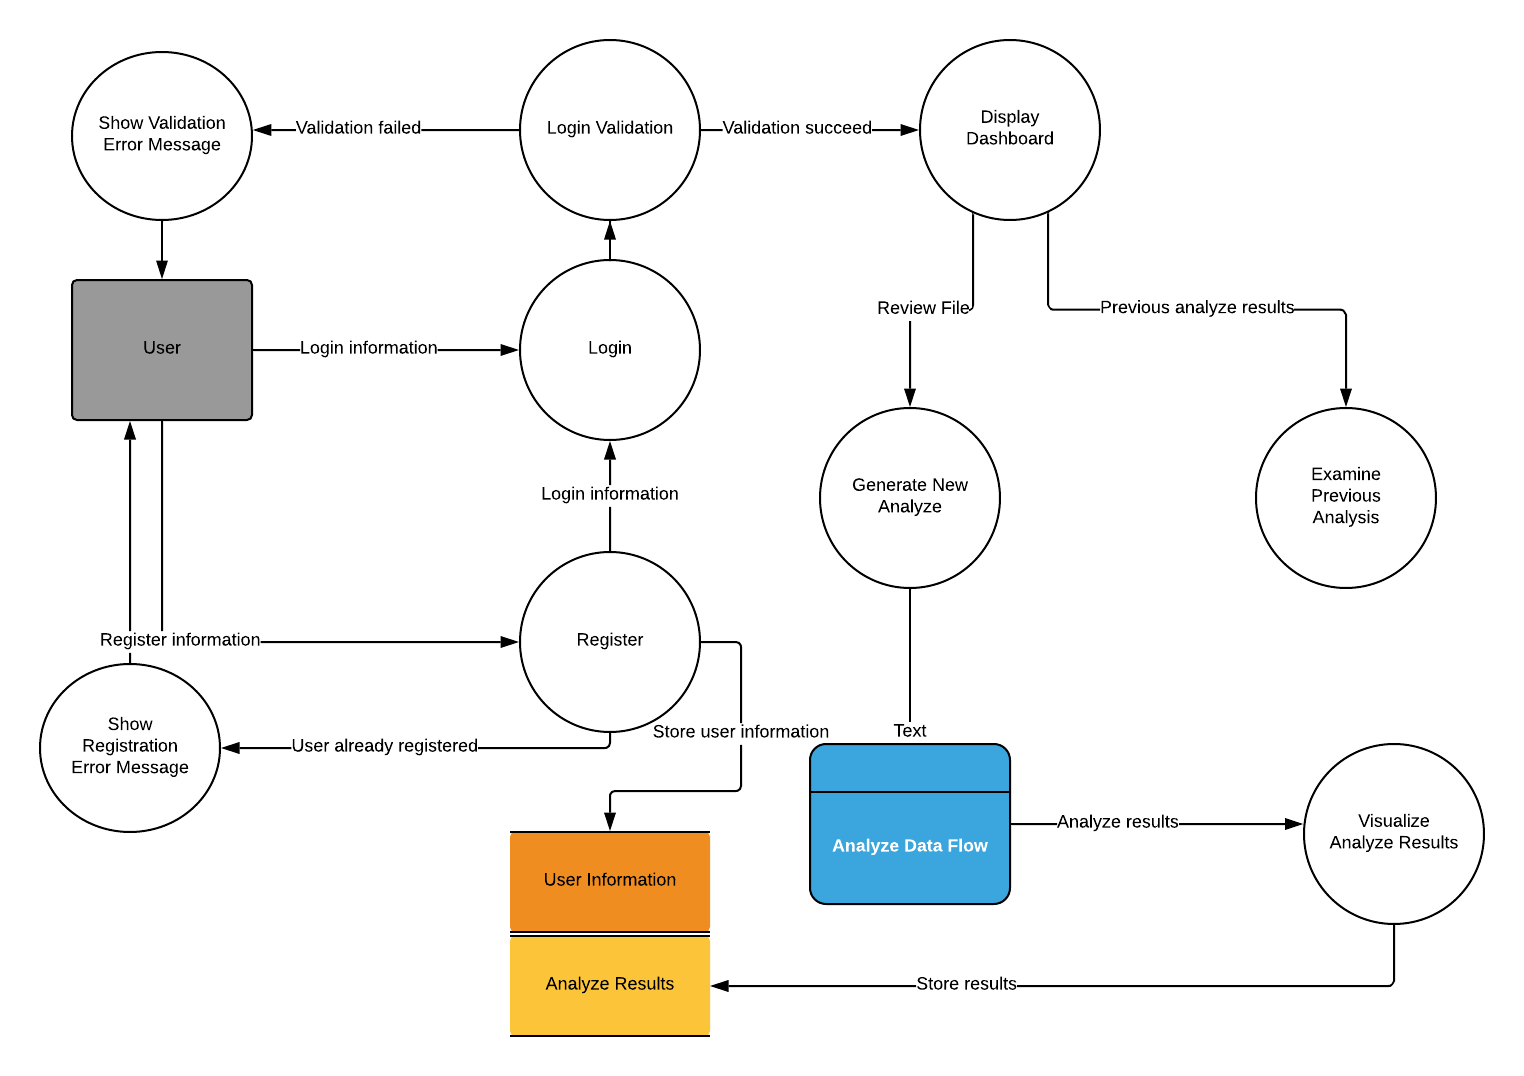 Show Validation
Error Message
Validation failed
Login Validation
Validation succeed
Display
Dashboard
User
Login information
Login
Review File
Previous analyze results
Login information
Generate New
Analyze
Examine
Previous
Analysis
Register information
Register
Show
Registration
Error Message
User already registered
Store user information
Text
Analyze Data Flow
Analyze results
Visualize
Analyze Results
User Information
Analyze Results
Store results